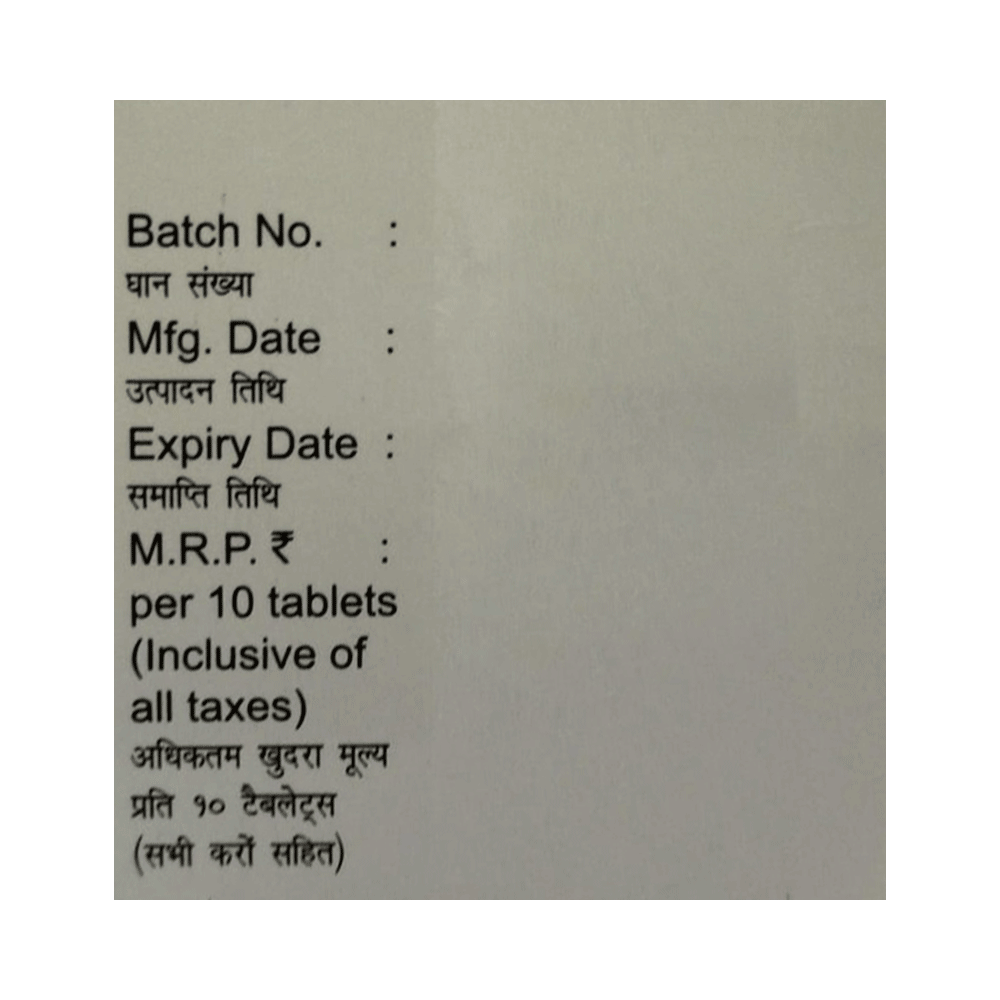 Batch No. :
घान संख्या
Mfg. Date :
उत्पादन तिथि
Expiry Date :
समाप्ति तिथि
M.R.P. ₹ :
per 10 tablets
(Inclusive of
all taxes)
अधिकतम खुदरा मूल्य
प्रति १० टैबलेट्स
(सभी करों सहित)